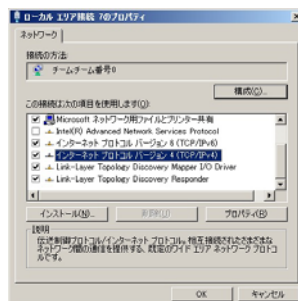 ローカル エリア接続 7のプロパティ
ネットワーク
接続の方法:
チームチーム番号0
構成(C)...
この接続は次の項目を使用します(O):
Microsoft ネットワーク用ファイルとプリンター共有
Intel(R) Advanced Network Services Protocol
インターネット プロトコル バージョン 6 (TCP/IPv6)
インターネット プロトコル バージョン 4 (TCP/IPv4)
Link-Layer Topology Discovery Mapper I/O Driver
Link-Layer Topology Discovery Responder
インストール(N)...
削除(U)
プロパティ(R)
説明
伝送制御プロトコル/インターネット プロトコル。相互接続されたさまざまな
ネットワーク間の通信を提供する、既定のワイド エリア ネットワーク プロトコ
ルです。
OK
キャンセル